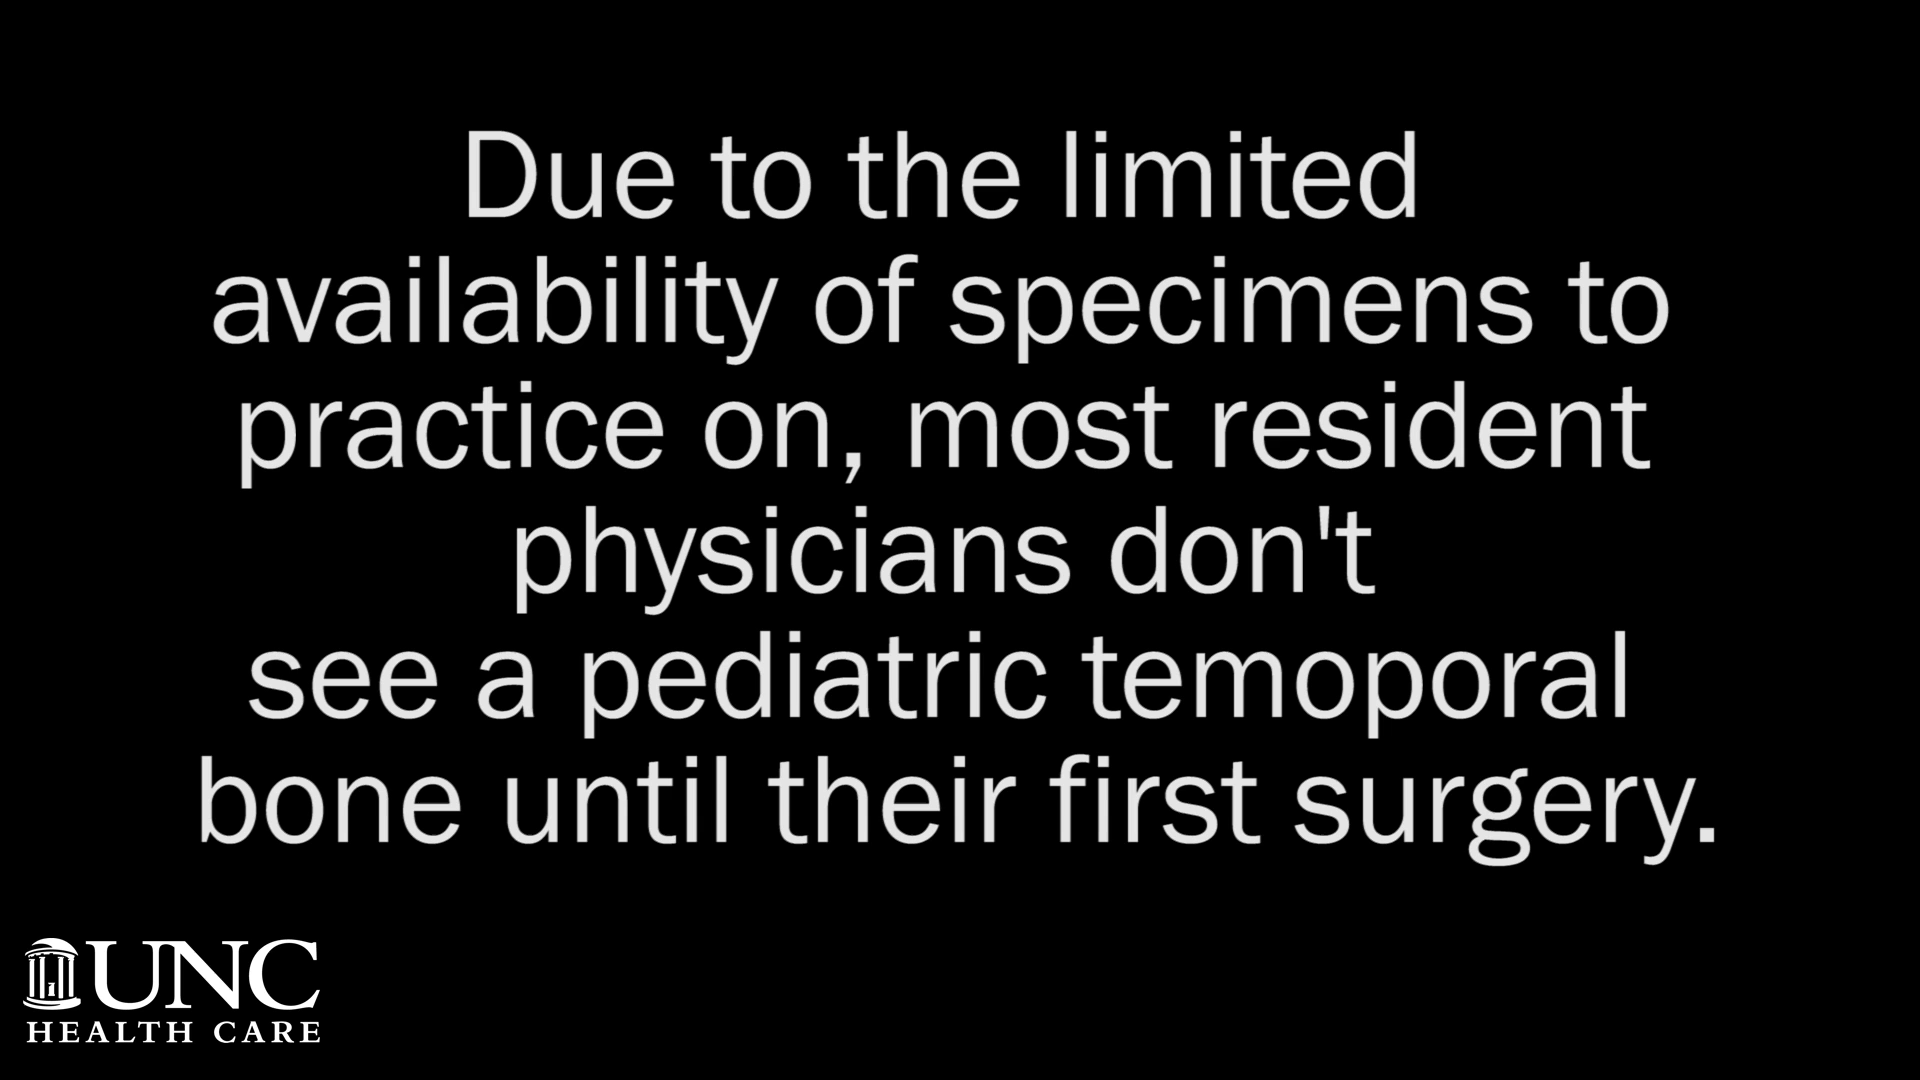 Due to the limited
availability of specimens to
practice on, most resident
physicians don't
see a pediatric temoporal
bone until their first surgery.
UNC
HEALTH CARE